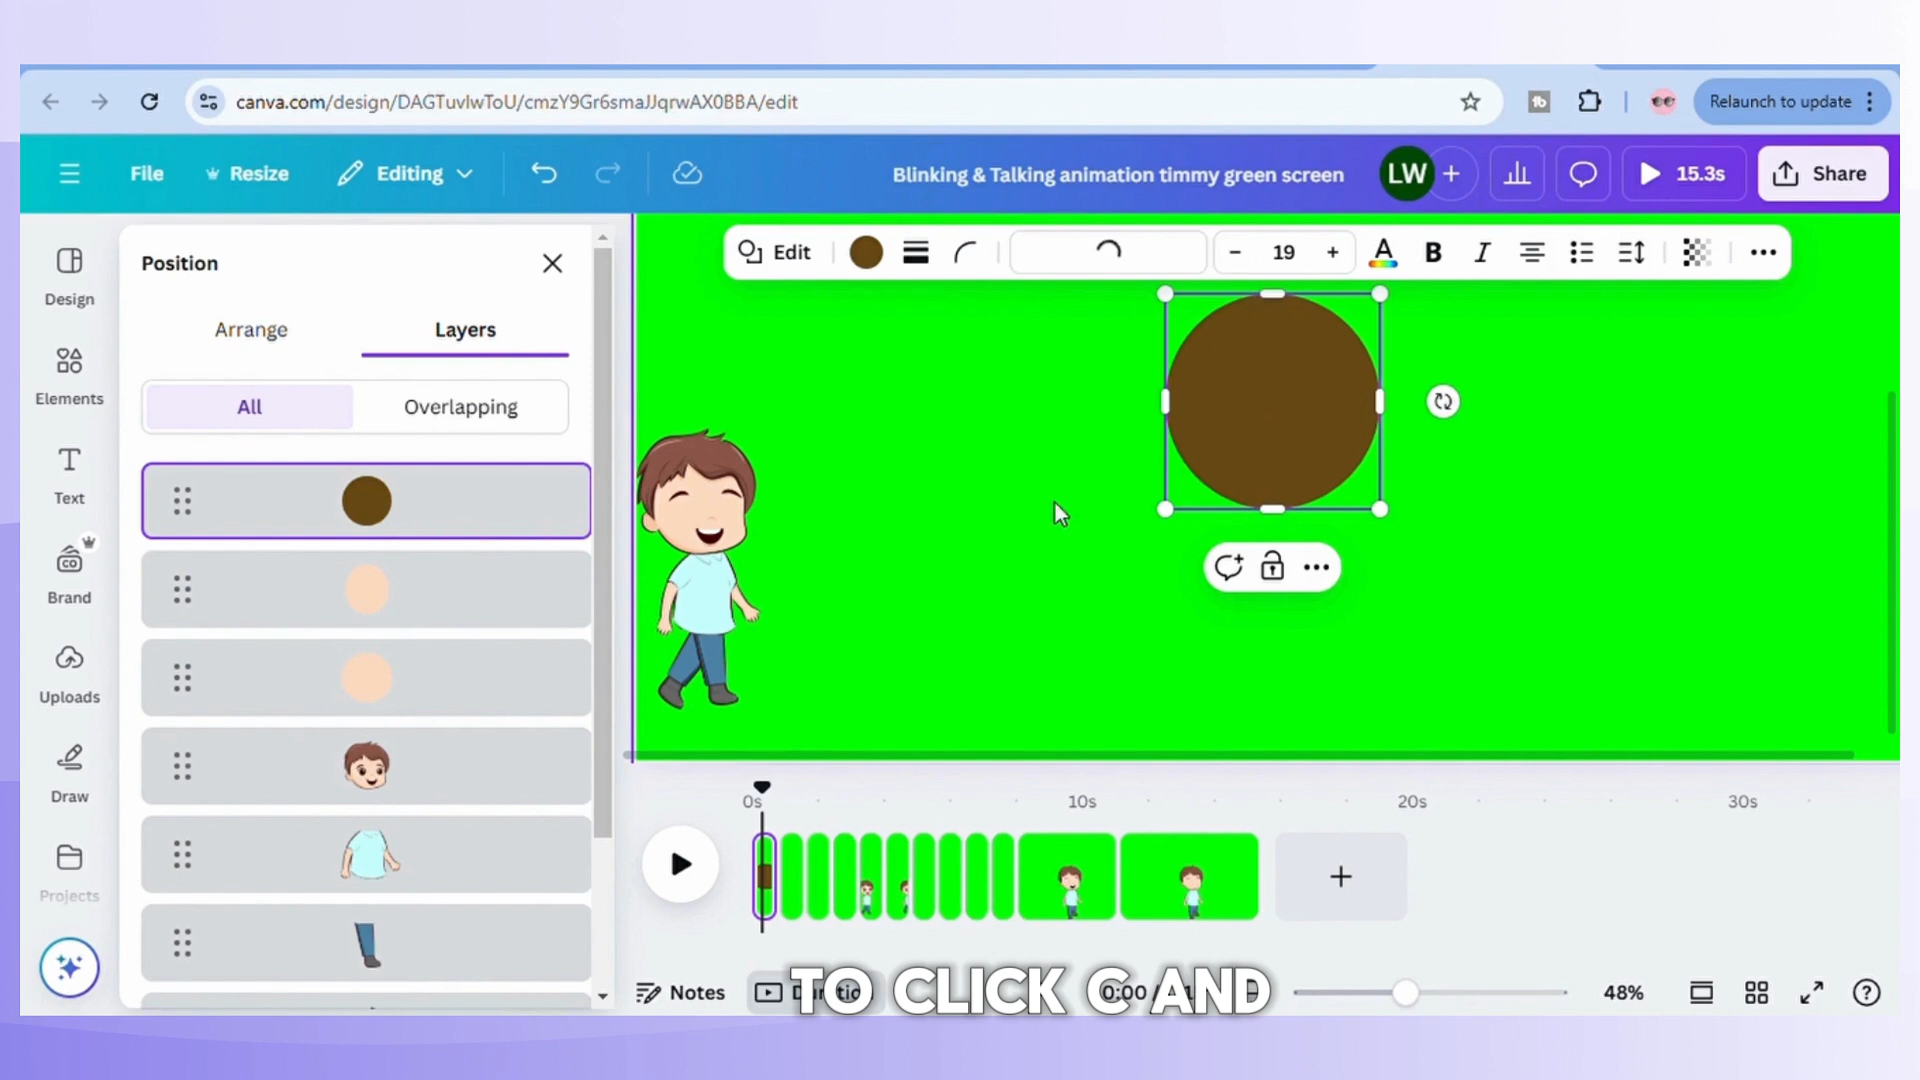 canva.com/design/DAGTuvlwToU/cmzY9Gr6smaJJqrwAX0BBA/edit
Relaunch to update
File
Resize
Editing
Blinking & Talking animation timmy green screen
LW
15.3s
Share
Design
Elements
Text
Brand
Uploads
Draw
Projects
Position
Arrange
Layers
All
Overlapping
Edit
19
A
B
I
0s
10s
20s
30s
Notes
0:00
48%
TO CLICK C AND